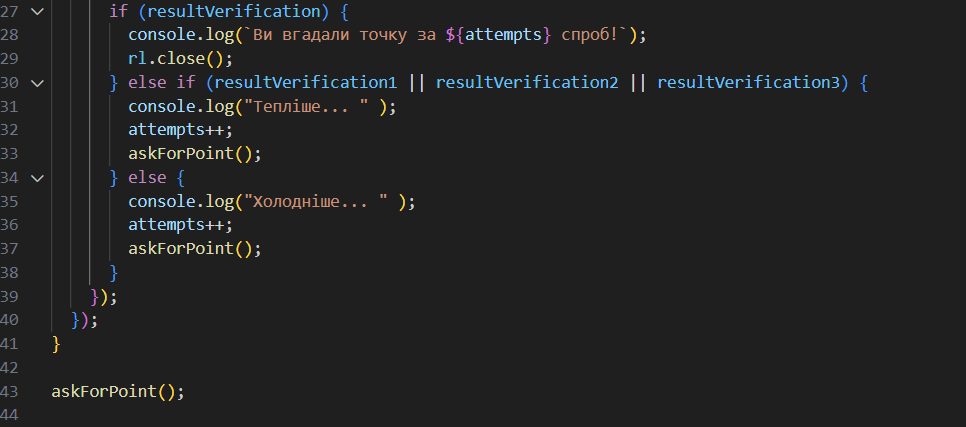 27 if (resultVerification) {
28 console.log(`Ви вгадали точку за ${attempts} спроб!`);
29 rl.close();
30 } else if (resultVerification1 || resultVerification2 || resultVerification3) {
31 console.log("Тепліше... " );
32 attempts++;
33 askForPoint();
34 } else {
35 console.log("Холодніше... " );
36 attempts++;
37 askForPoint();
38 }
39 });
40 });
41 }
42
43 askForPoint();
44